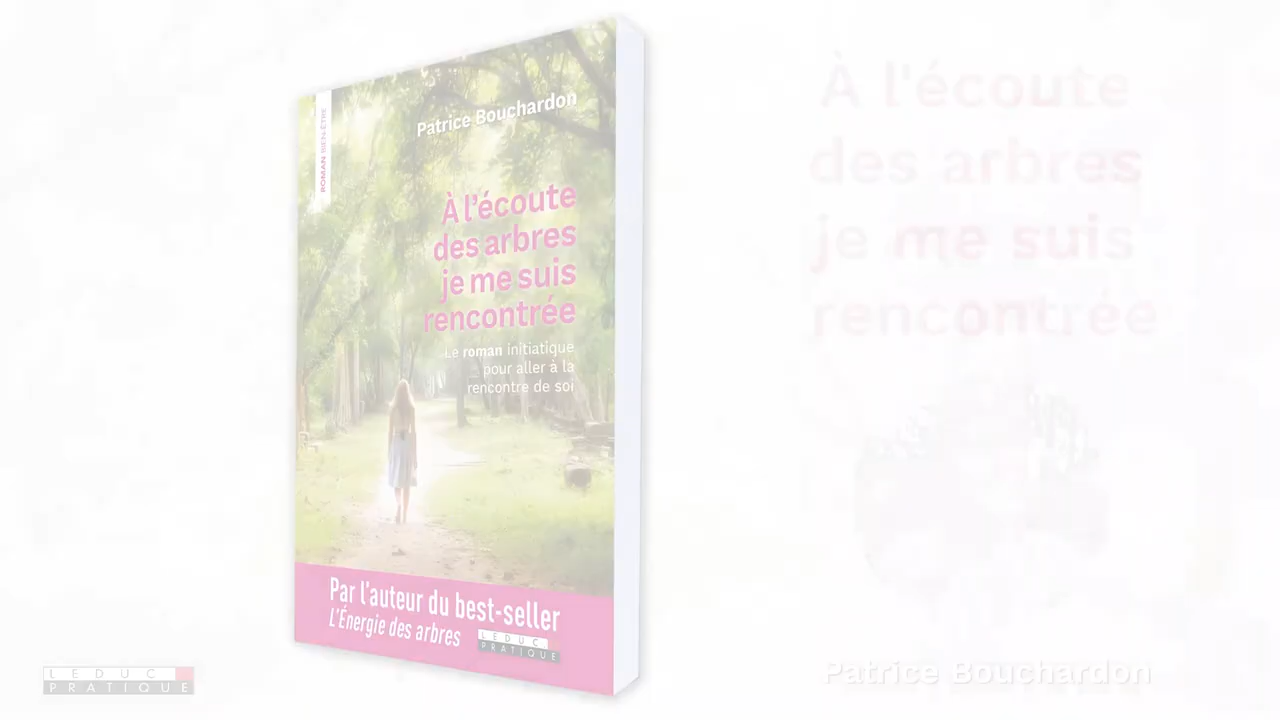 ROMAN BIEN-ÊTRE
Patrice Bouchardon
À l'écoute
des arbres
je me suis
rencontrée
Le roman initiatique
pour aller à la
rencontre de soi
Par l'auteur du best-seller
L'Énergie des arbres
LEDUC
PRATIQUE
À l'écoute
des arbres
je me suis
rencontrée
Patrice Bouchardon
LEDUC
PRATIQUE